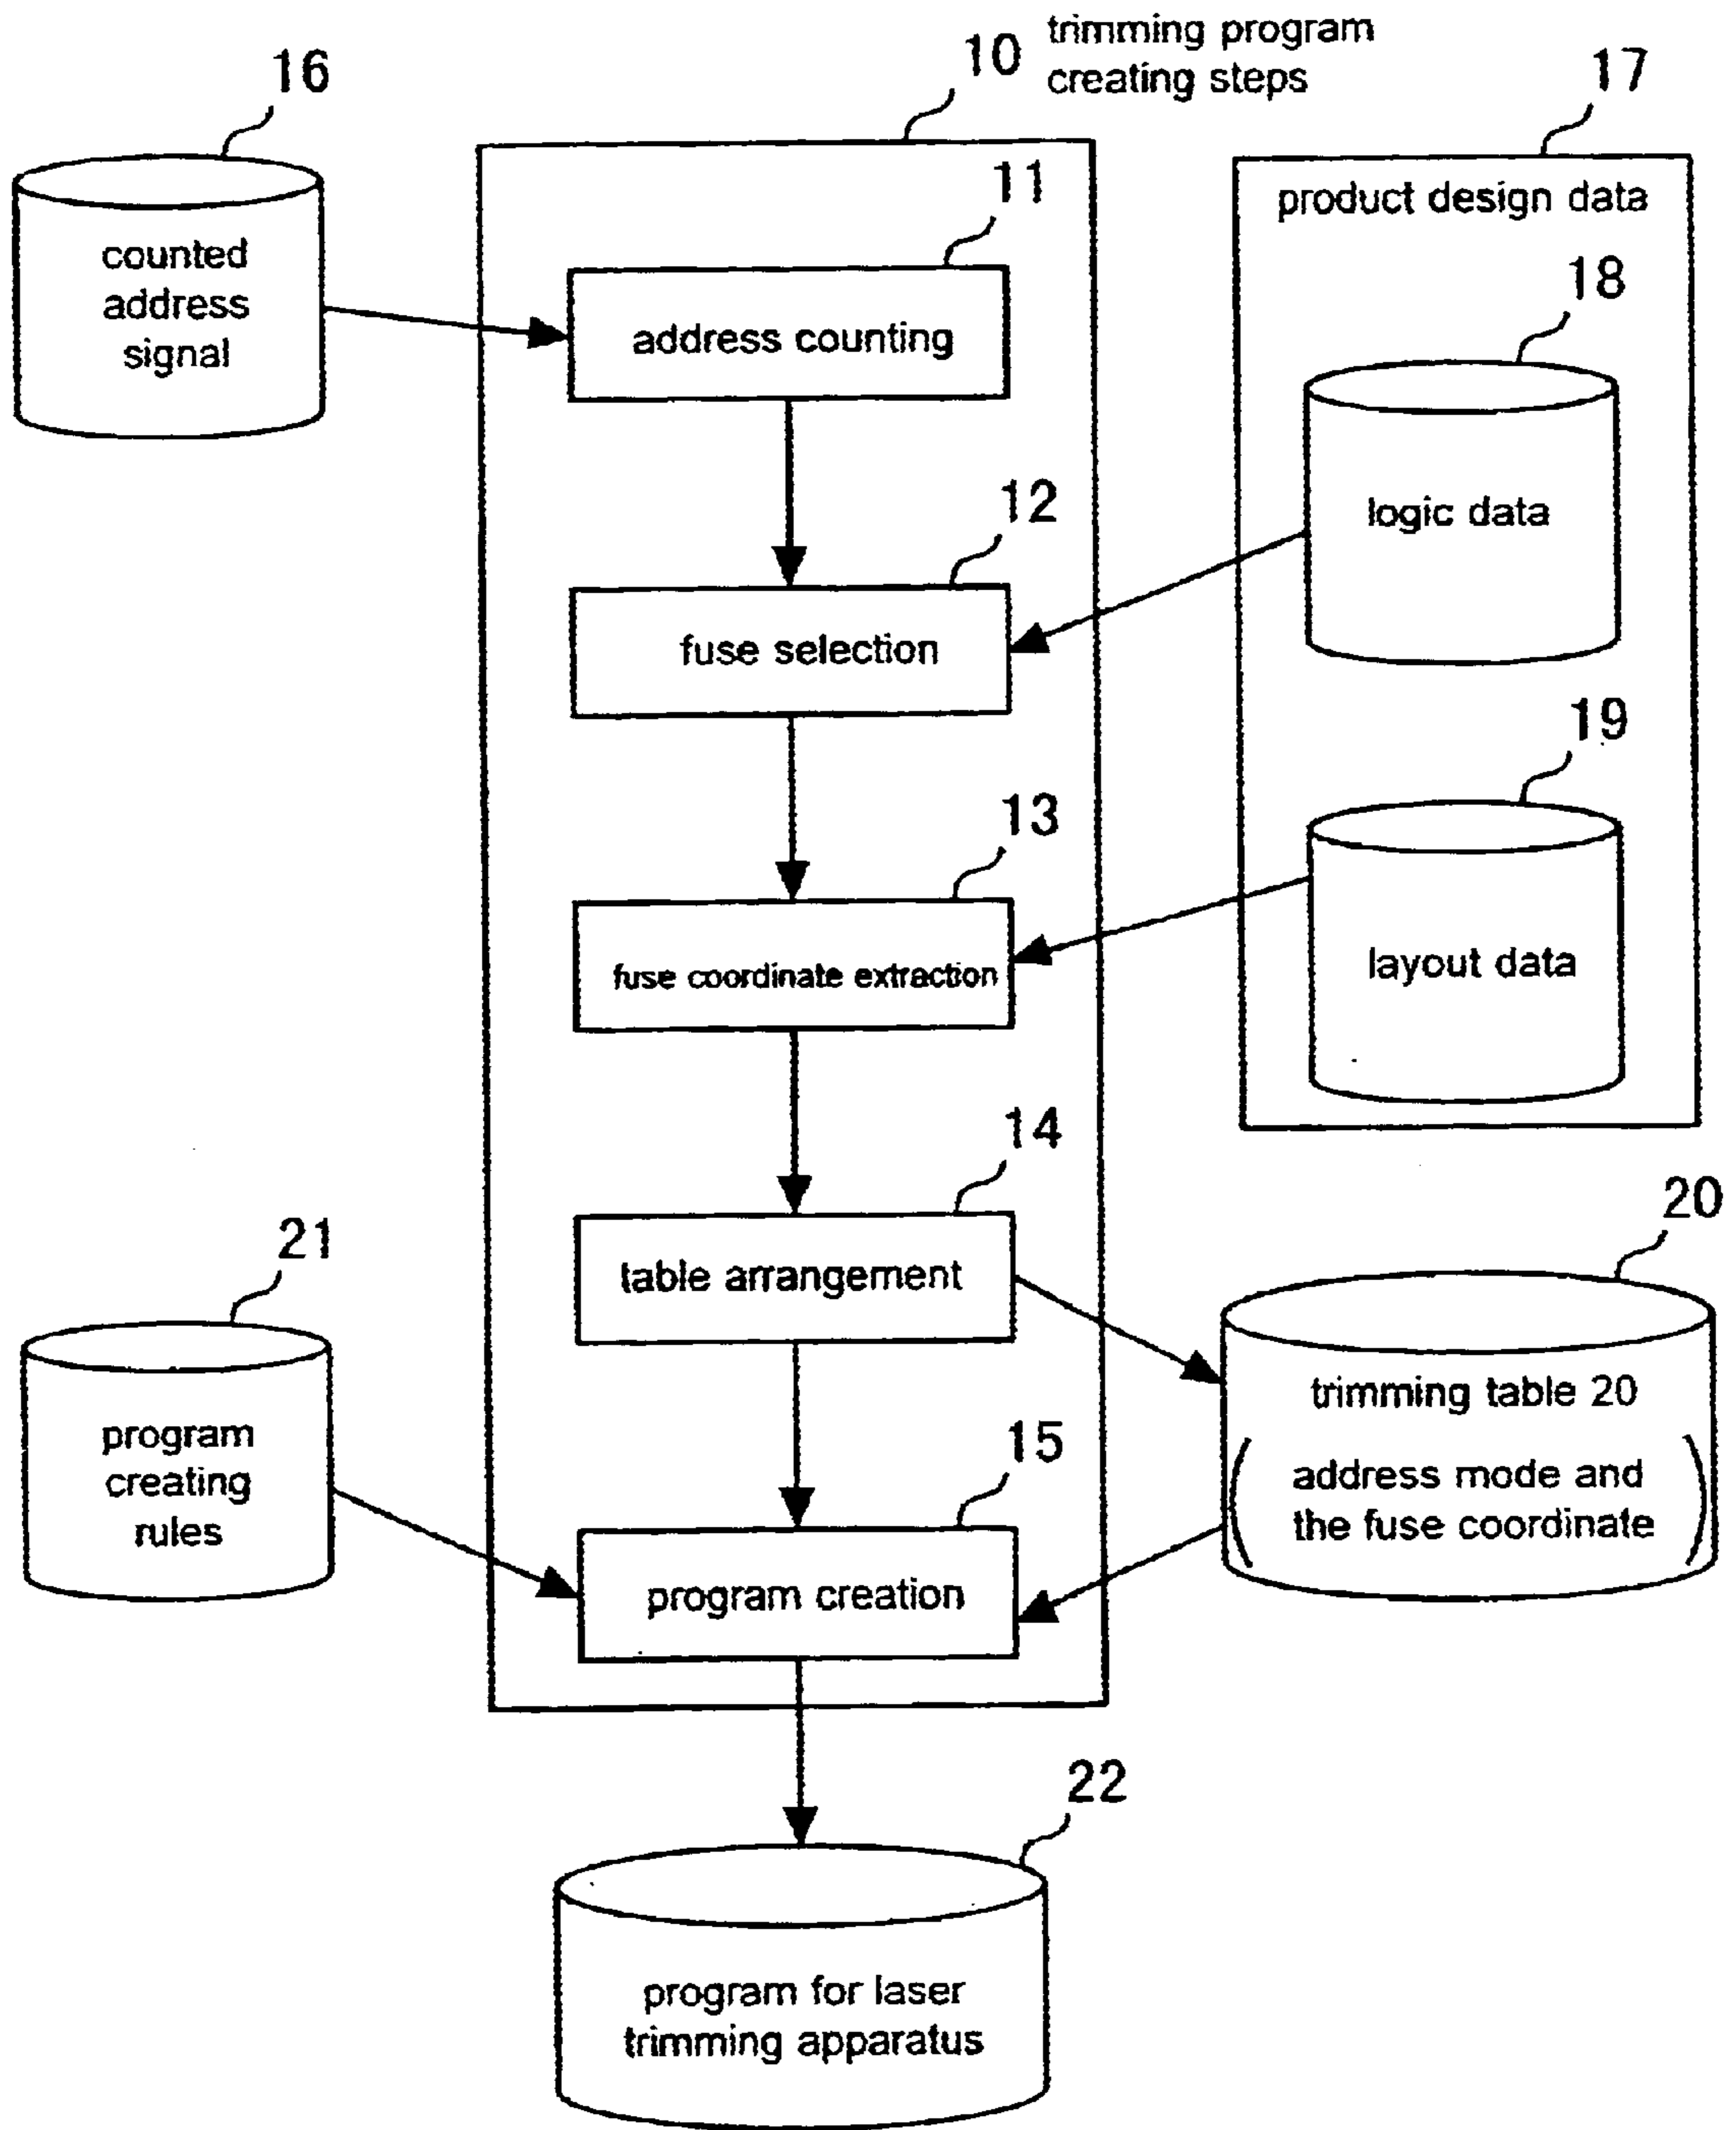 10 trimming program
creating steps
16
17
counted
address
signal
11
address counting
product design data
18
logic data
12
fuse selection
19
layout data
13
fuse coordinate extraction
14
table arrangement
20
trimming table 20
address mode and
the fuse coordinate
21
program
creating
rules
15
program creation
22
program for laser
trimming apparatus